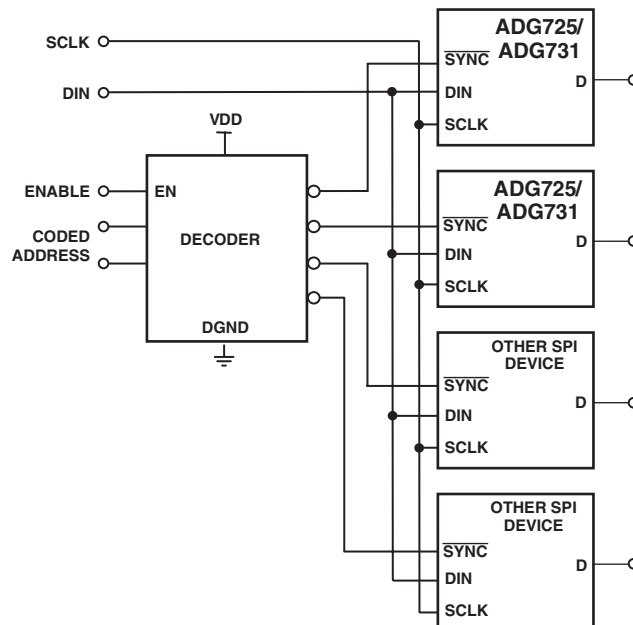 SCLK
DIN
VDD
ENABLE
EN
CODED
ADDRESS
DECODER
DGND
ADG725/
ADG731
SYNC
DIN
D
SCLK
ADG725/
ADG731
SYNC
D
DIN
SCLK
OTHER SPI
DEVICE
SYNC
D
DIN
SCLK
OTHER SPI
DEVICE
SYNC
D
DIN
SCLK